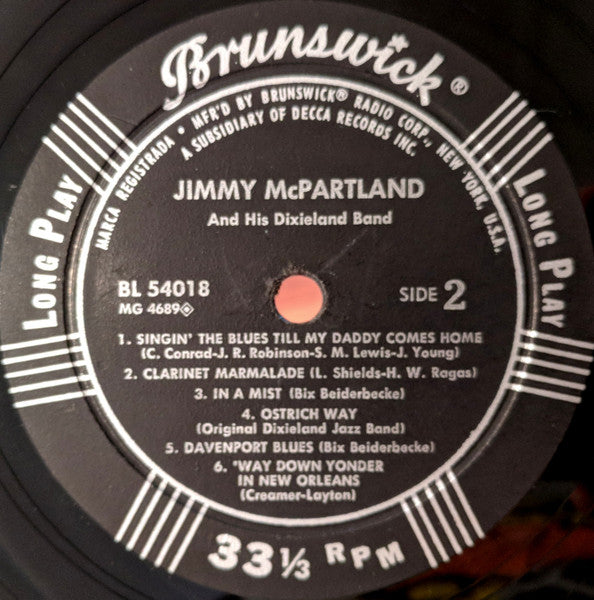 Brunswick®
MARCA REGISTRADA • MFR'D BY BRUNSWICK® RADIO CORP., NEW YORK, U.S.A.
A SUBSIDIARY OF DECCA RECORDS INC.
LONG PLAY
LONG PLAY
JIMMY McPARTLAND
And His Dixieland Band
BL 54018
MG 4689
SIDE 2
1. SINGIN' THE BLUES TILL MY DADDY COMES HOME
(C. Conrad-J. R. Robinson-S. M. Lewis-J. Young)
2. CLARINET MARMALADE (L. Shields-H. W. Ragas)
3. IN A MIST (Bix Beiderbecke)
4. OSTRICH WAY
(Original Dixieland Jazz Band)
5. DAVENPORT BLUES (Bix Beiderbecke)
6. 'WAY DOWN YONDER
IN NEW ORLEANS
(Creamer-Layton)
33 1/3 RPM